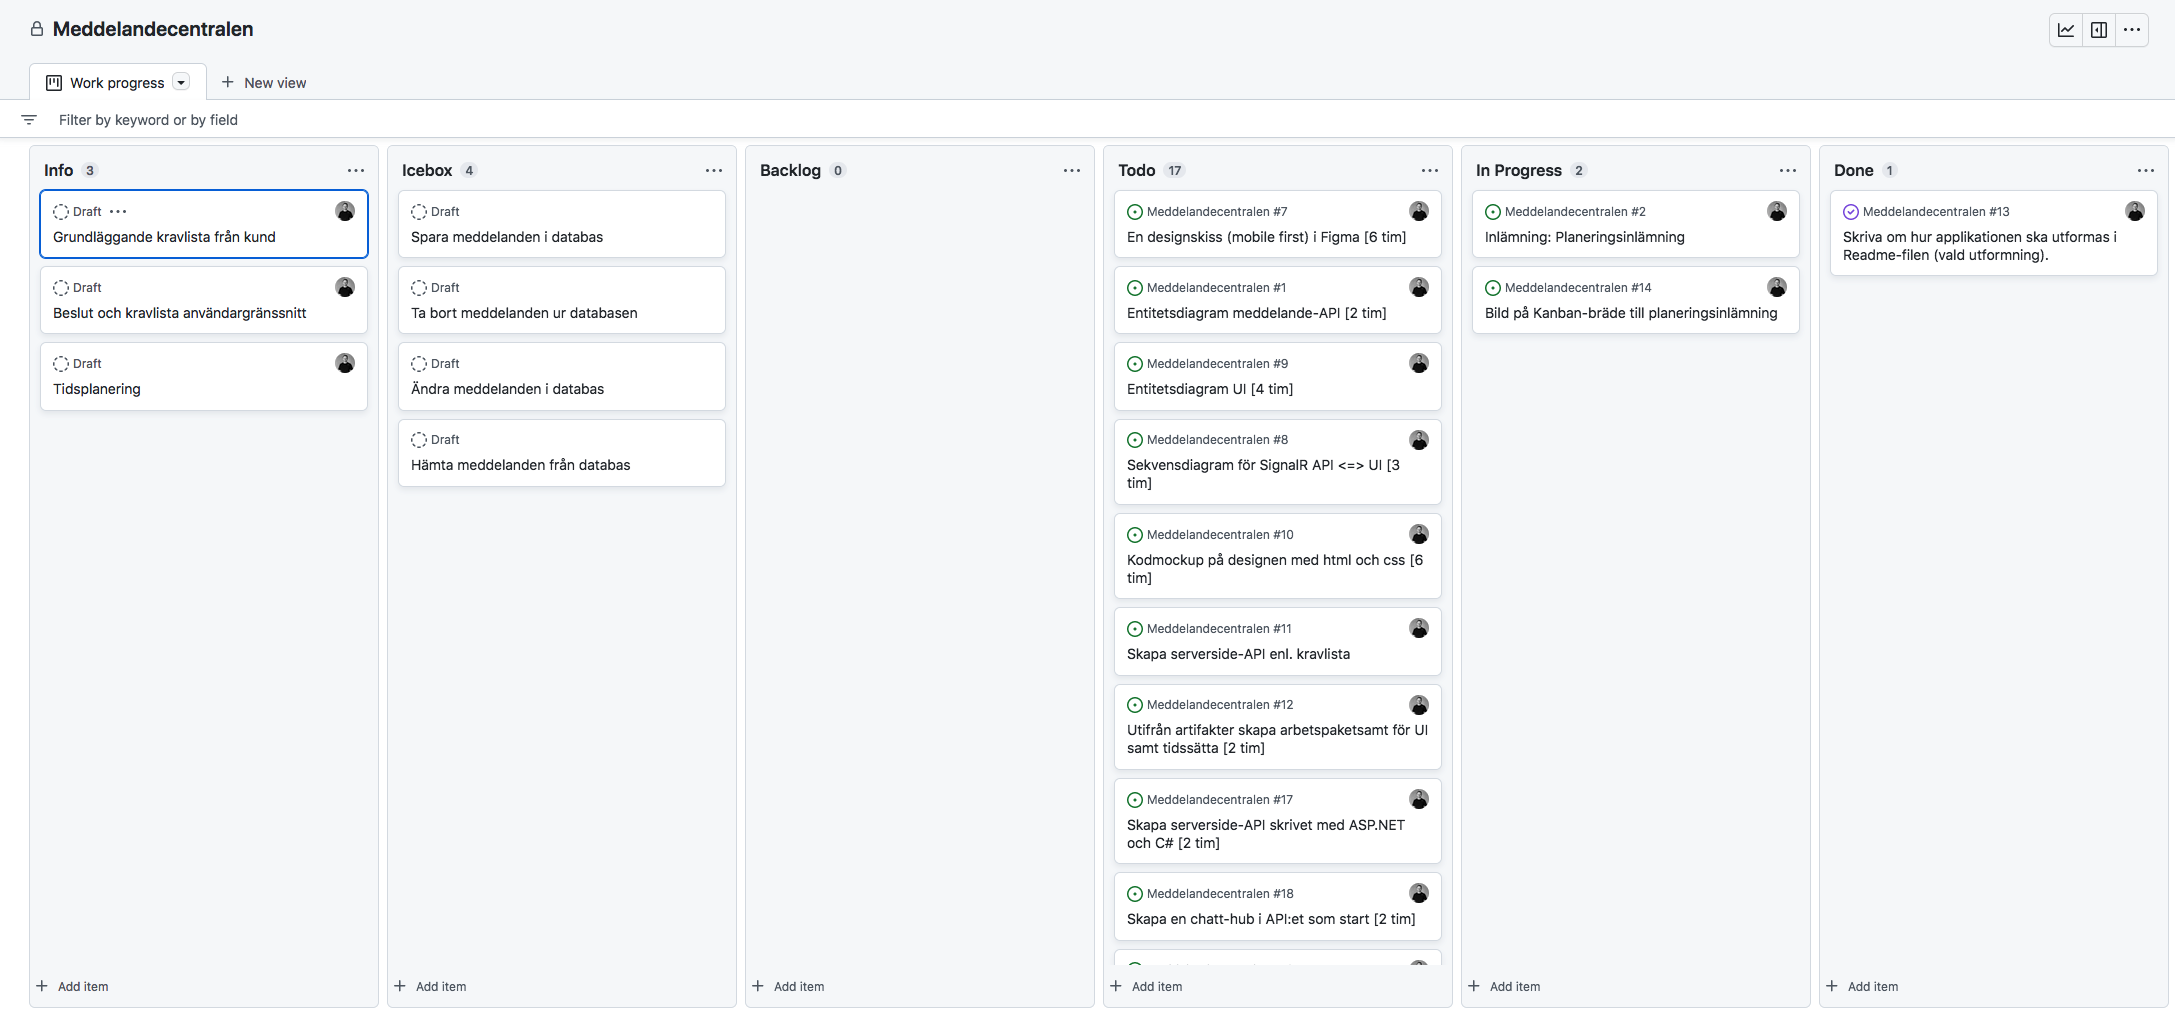 Meddelandecentralen
Work progress
New view
Filter by keyword or by field
Info 3
Draft
Grundläggande kravlista från kund
Draft
Beslut och kravlista användargränssnitt
Draft
Tidsplanering
Add item
Icebox 4
Draft
Spara meddelanden i databas
Draft
Ta bort meddelanden ur databasen
Draft
Ändra meddelanden i databas
Draft
Hämta meddelanden från databas
Add item
Backlog 0
Add item
Todo 17
Meddelandecentralen #7
En designskiss (mobile first) i Figma [6 tim]
Meddelandecentralen #1
Entitetsdiagram meddelande-API [2 tim]
Meddelandecentralen #9
Entitetsdiagram UI [4 tim]
Meddelandecentralen #8
Sekvensdiagram för SignalR API <=> UI [3
tim]
Meddelandecentralen #10
Kodmockup på designen med html och css [6
tim]
Meddelandecentralen #11
Skapa serverside-API enl. kravlista
Meddelandecentralen #12
Utifrån artifakter skapa arbetspaketsamt för UI
samt tidssätta [2 tim]
Meddelandecentralen #17
Skapa serverside-API skrivet med ASP.NET
och C# [2 tim]
Meddelandecentralen #18
Skapa en chatt-hub i API:et som start [2 tim]
Add item
In Progress 2
Meddelandecentralen #2
Inlämning: Planeringsinlämning
Meddelandecentralen #14
Bild på Kanban-bräde till planeringsinlämning
Add item
Done 1
Meddelandecentralen #13
Skriva om hur applikationen ska utformas i
Readme-filen (vald utformning).
Add item